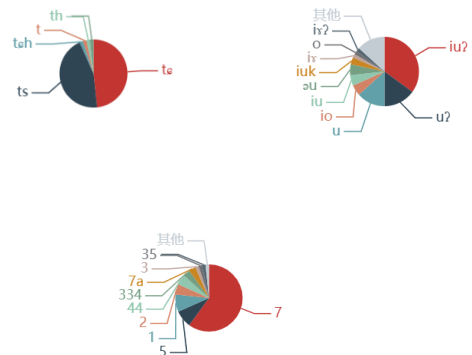 th
t
tɕh
ts
tɕ
其他
iɤʔ
o
iɤ
iuk
əu
iu
io
u
iuʔ
uʔ
其他
35
3
7a
334
44
2
1
5
7